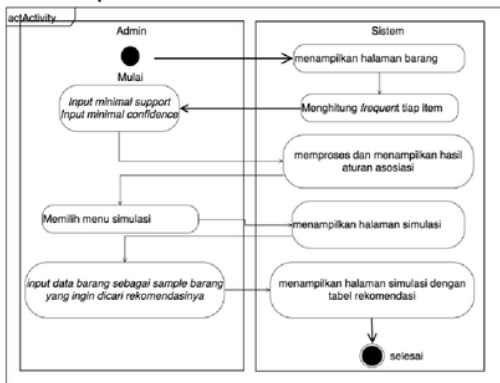 actActivity
Admin
Sistem
Mulai
menampilkan halaman barang
Menghitung frequent tiap item
Input minimal support
Input minimal confidence
memproses dan menampilkan hasil
aturan asosiasi
Memilih menu simulasi
menampilkan halaman simulasi
input data barang sebagai sample barang
yang ingin dicari rekomendasinya
menampilkan halaman simulasi dengan
tabel rekomendasi
selesai